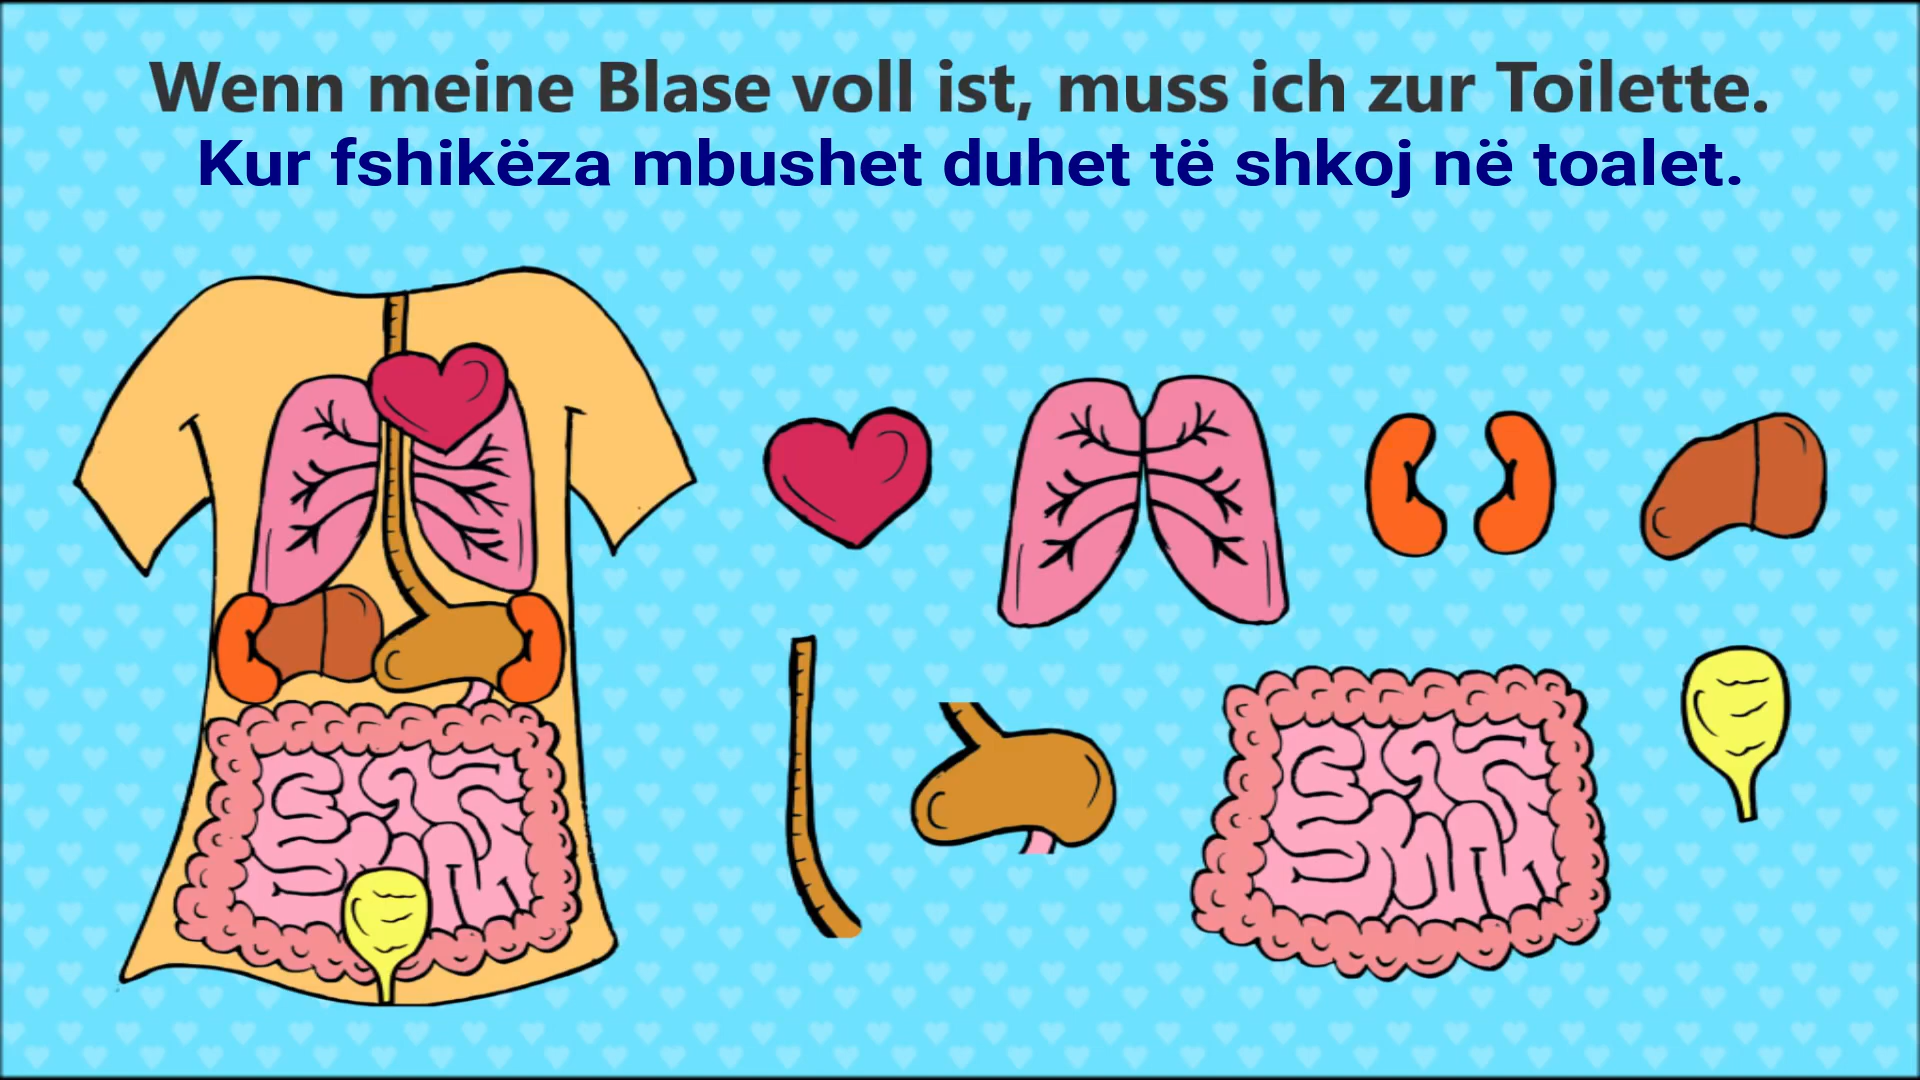 Wenn meine Blase voll ist, muss ich zur Toilette.
Kur fshikëza mbushet duhet të shkoj në toalet.